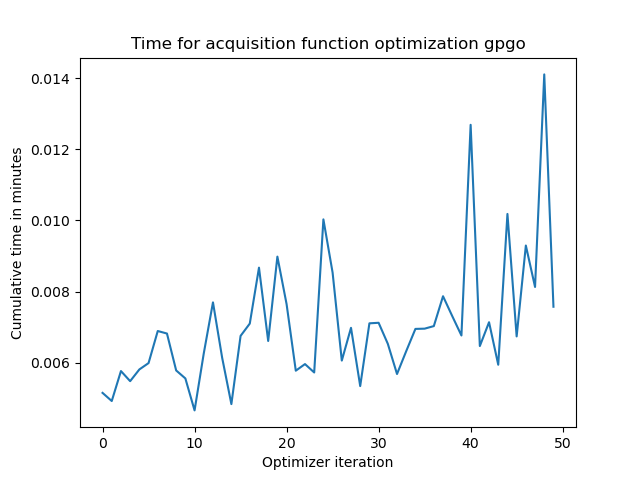 Time for acquisition function optimization gpgo
0.014
0.012
0.010
0.008
0.006
Cumulative time in minutes
0 10 20 30 40 50
Optimizer iteration